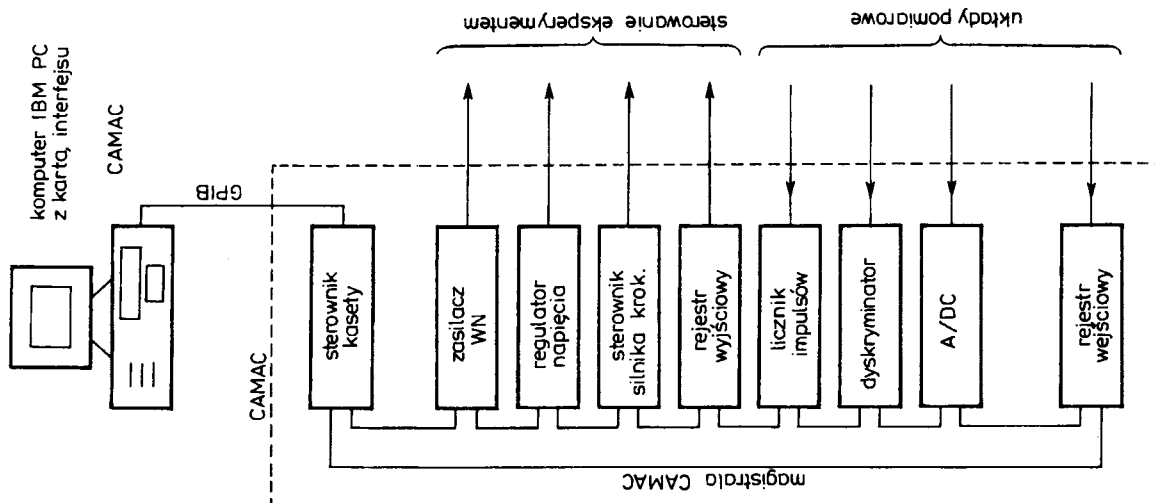 komputer IBM PC
z kartą interfejsu
CAMAC
GPIB
CAMAC
sterownik
kasety
zasilacz
WN
regulator
napięcia
sterownik
silnika krok.
rejestr
wyjściowy
licznik
impulsów
dyskryminator
A/DC
rejestr
wejściowy
sterowanie eksperymentem
układy pomiarowe
magistrala CAMAC